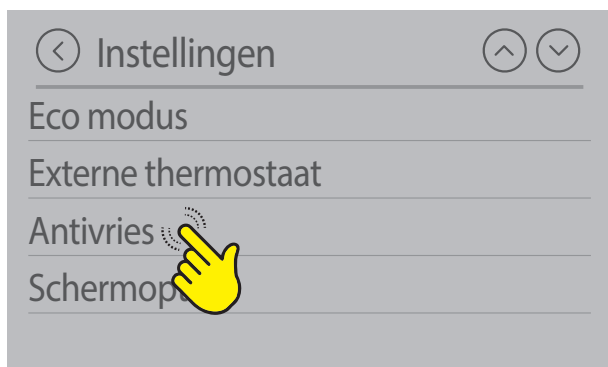 Instellingen
Eco modus
Externe thermostaat
Antivries